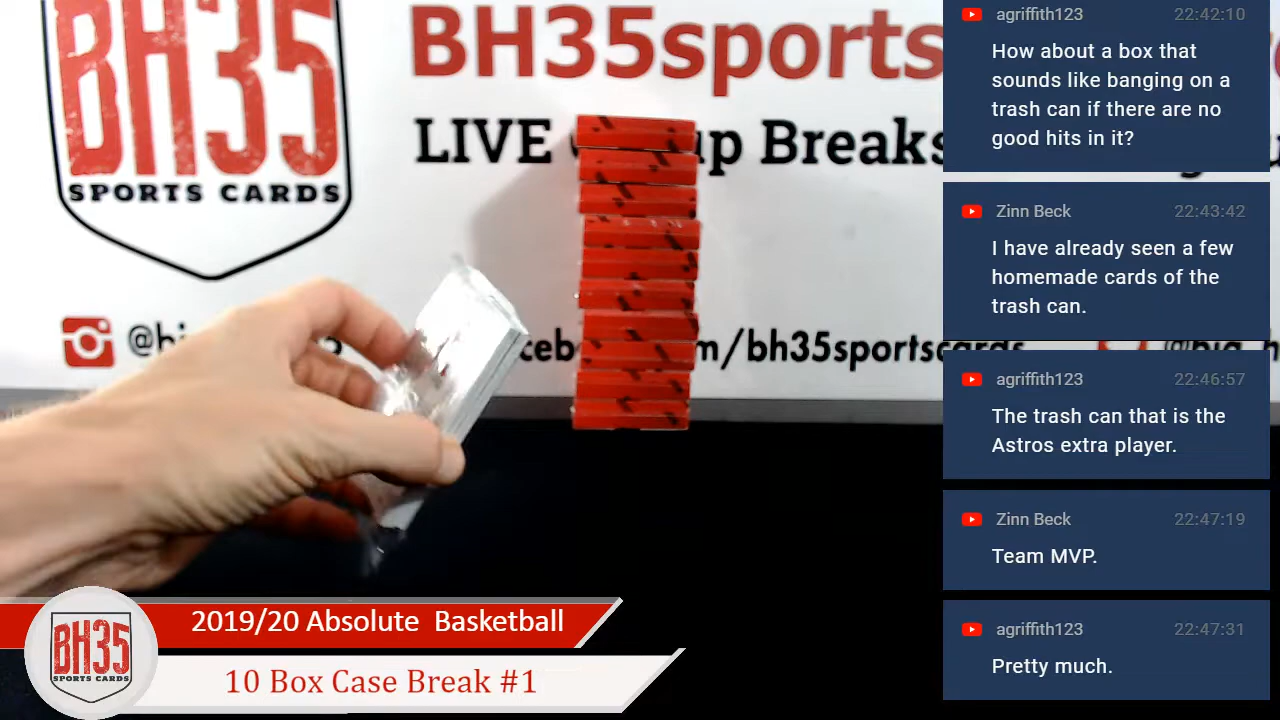 BH35
SPORTS CARDS
BH35sports
LIVE
up Breaks
m/bh35sportscards
agriffith123 22:42:10
How about a box that
sounds like banging on a
trash can if there are no
good hits in it?
Zinn Beck 22:43:42
I have already seen a few
homemade cards of the
trash can.
agriffith123 22:46:57
The trash can that is the
Astros extra player.
Zinn Beck 22:47:19
Team MVP.
agriffith123 22:47:31
Pretty much.
BH35
SPORTS CARDS
2019/20 Absolute Basketball
10 Box Case Break #1